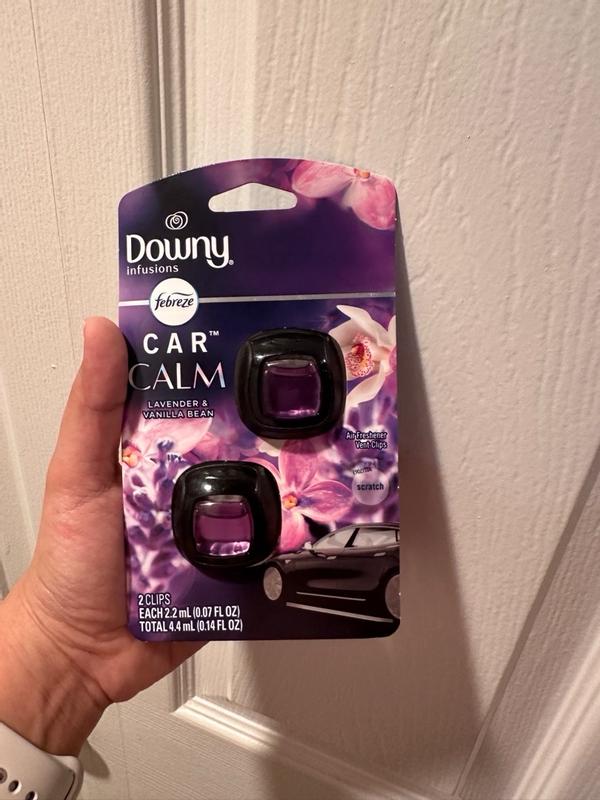 Downy®
infusions
febreze
CAR™
CALM
LAVENDER &
VANILLA BEAN
Air Freshener
Vent Clips
scratch
2 CLIPS
EACH 2.2 mL (0.07 FL OZ)
TOTAL 4.4 mL (0.14 FL OZ)